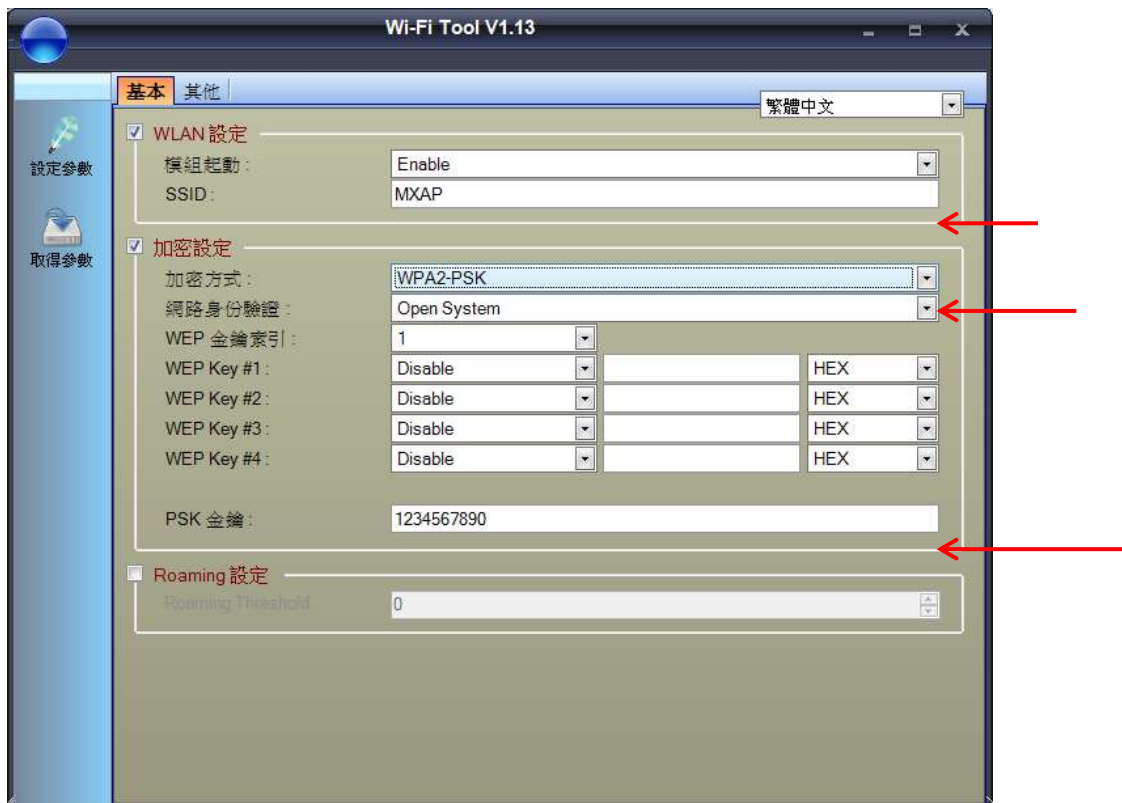 Wi-Fi Tool V1.13
基本 其他
繁體中文
設定參數
取得參數
WLAN 設定
模組起動 : Enable
SSID : MXAP
加密設定
加密方式 : WPA2-PSK
網路身份驗證 : Open System
WEP 金鑰索引 : 1
WEP Key #1 : Disable HEX
WEP Key #2 : Disable HEX
WEP Key #3 : Disable HEX
WEP Key #4 : Disable HEX
PSK 金鑰 : 1234567890
Roaming 設定
Roaming Threshold 0